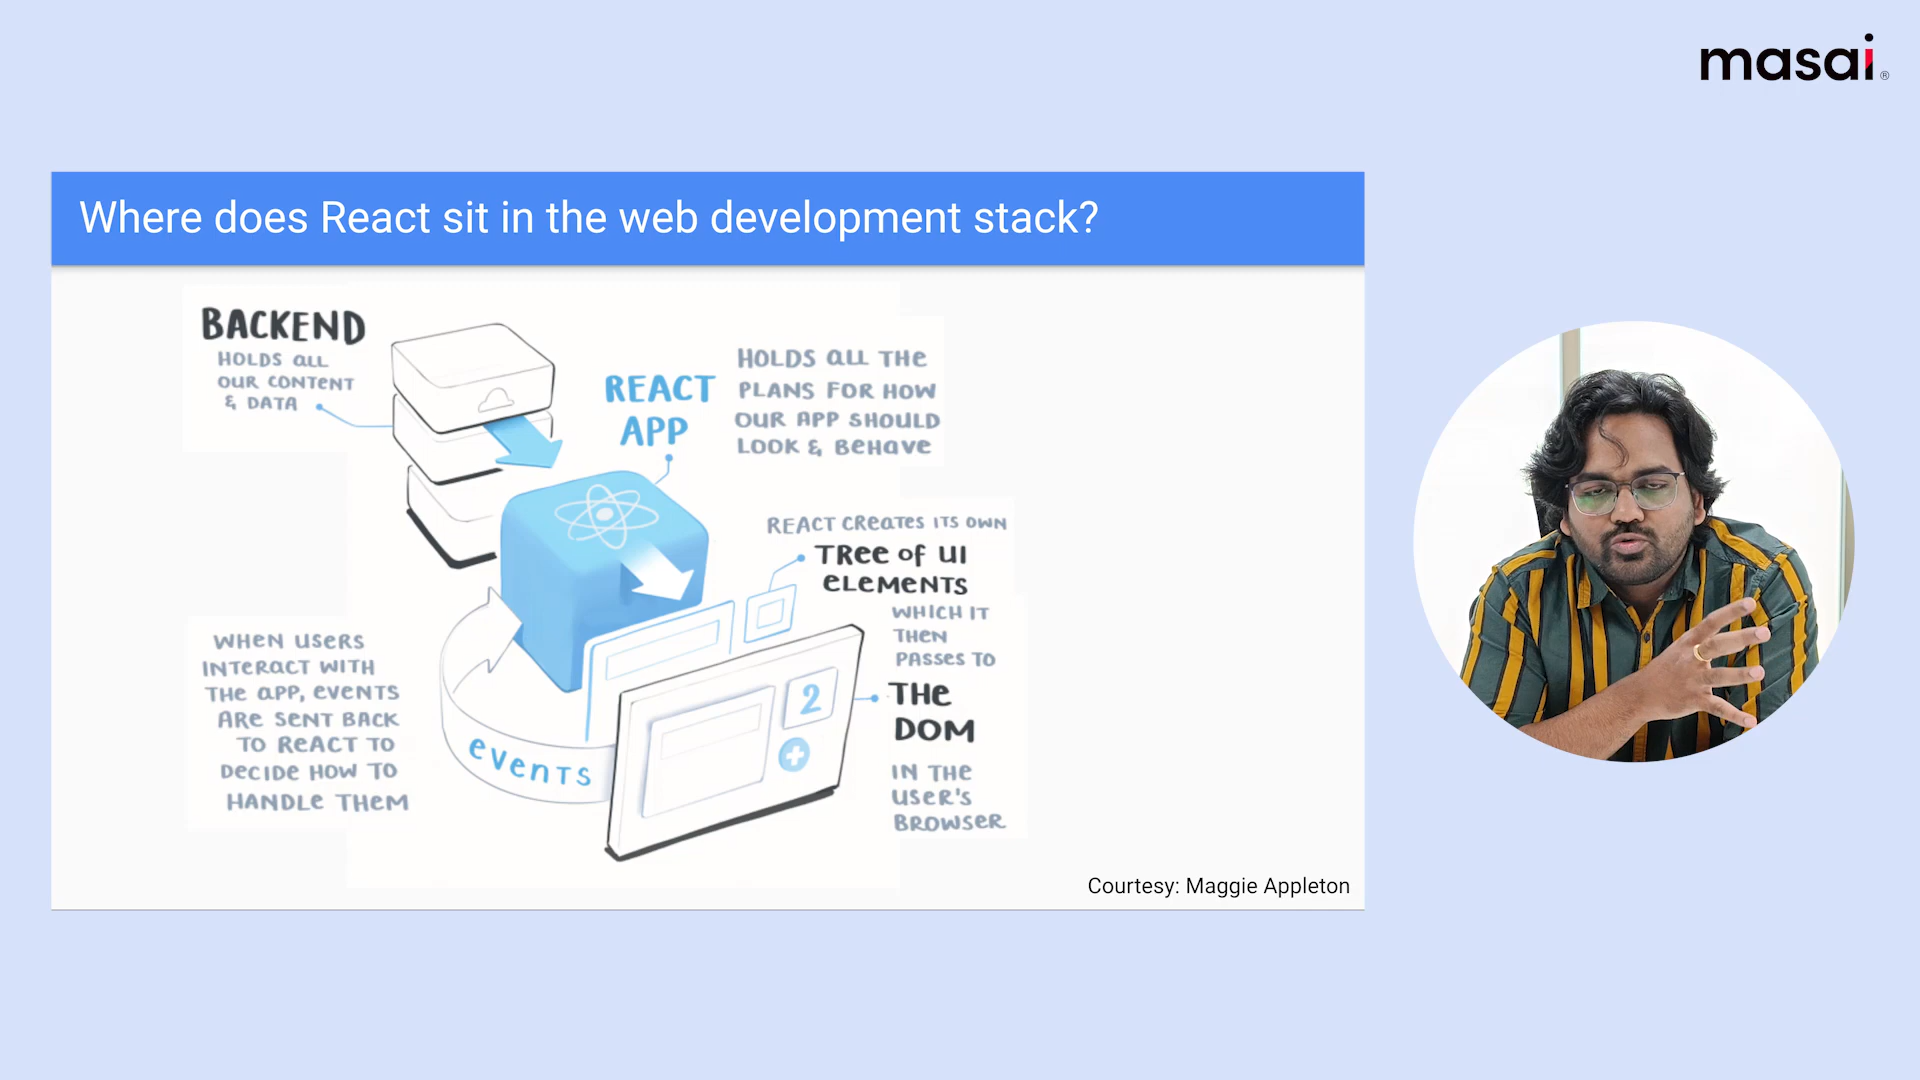 masai
®
Where does React sit in the web development stack?
BACKEND
HOLDS ALL
OUR CONTENT
& DATA
REACT
APP
HOLDS ALL THE
PLANS FOR HOW
OUR APP SHOULD
LOOK & BEHAVE
REACT CREATES ITS OWN
TREE OF UI
ELEMENTS
WHICH IT
THEN
PASSES TO
THE
DOM
IN THE
USER'S
BROWSER
2
EVENTS
WHEN USERS
INTERACT WITH
THE APP, EVENTS
ARE SENT BACK
TO REACT TO
DECIDE HOW TO
HANDLE THEM
Courtesy: Maggie Appleton